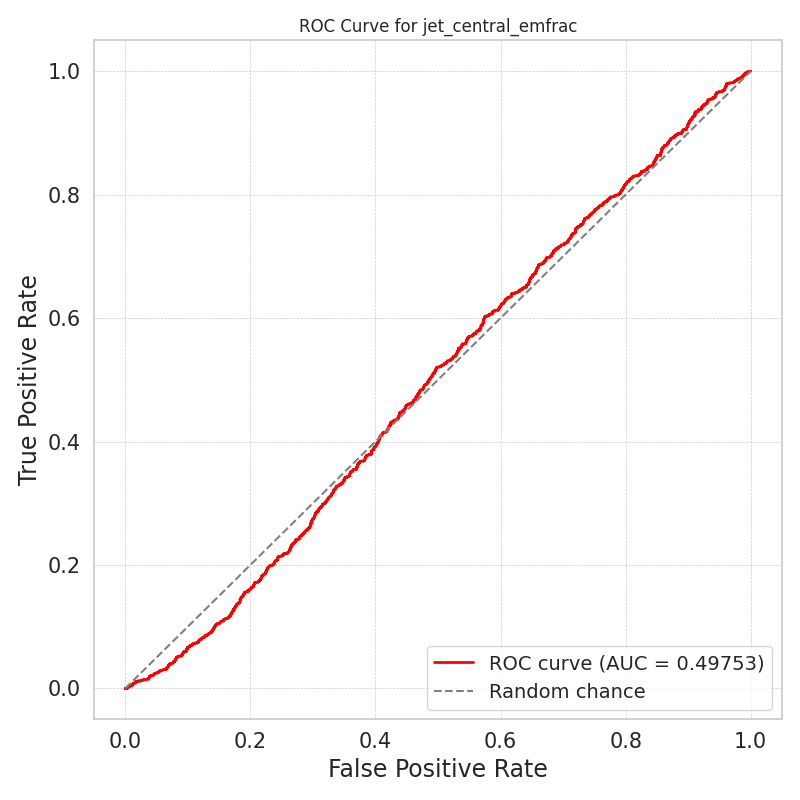 ROC Curve for jet_central_emfrac
True Positive Rate
1.0
0.8
0.6
0.4
0.2
0.0
ROC curve (AUC = 0.49753)
Random chance
0.0 0.2 0.4 0.6 0.8 1.0
False Positive Rate